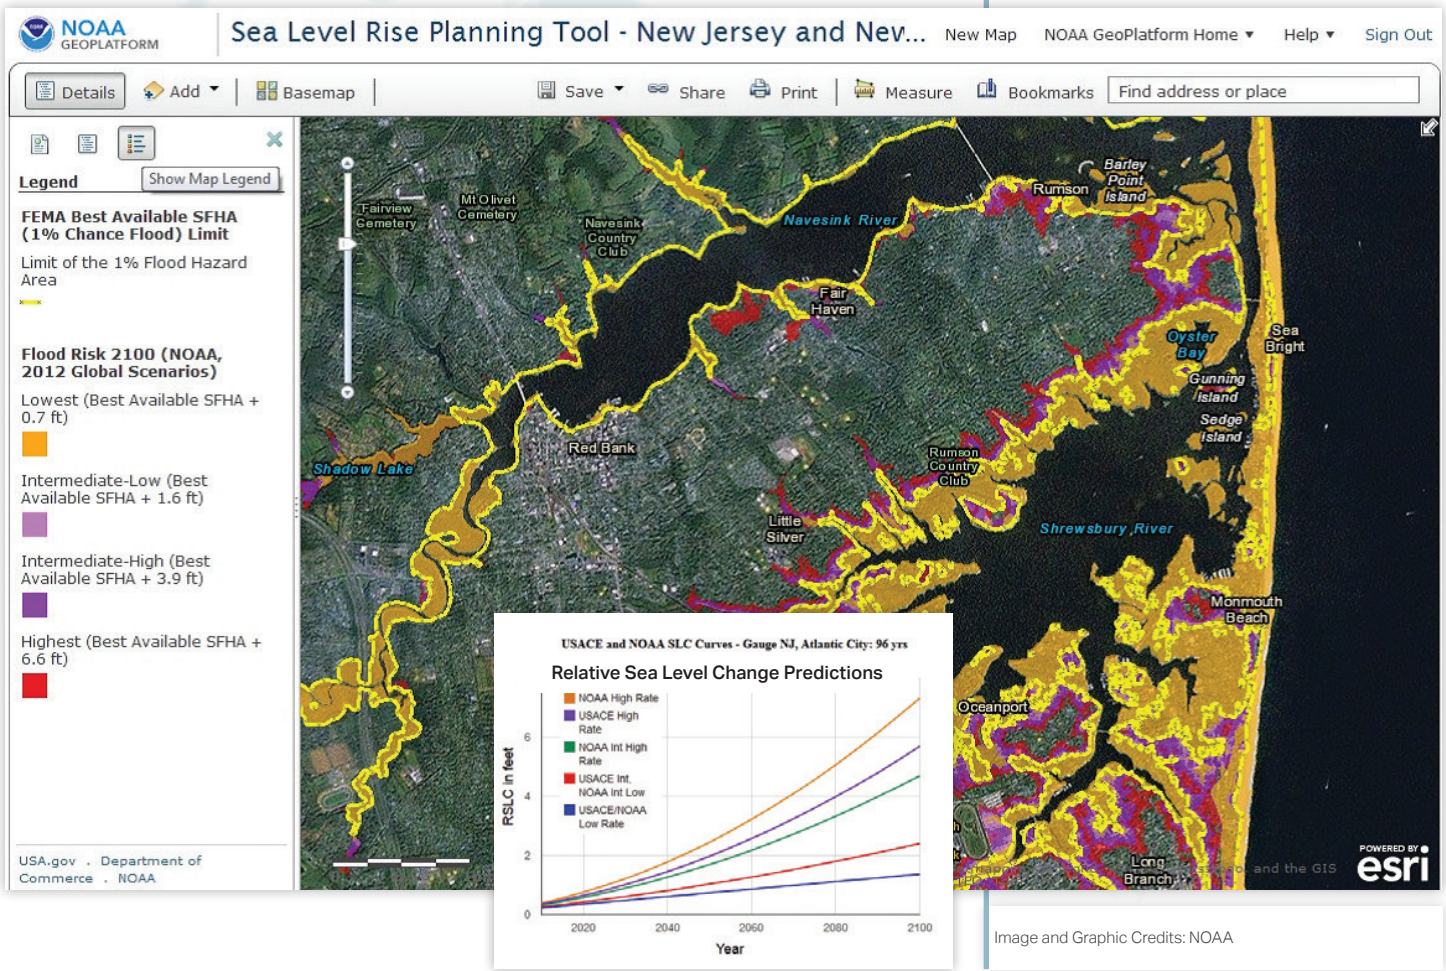 NOAA
GEOPLATFORM
Sea Level Rise Planning Tool - New Jersey and Nev...
New Map
NOAA GeoPlatform Home
Help
Sign Out
Details
Add
Basemap
Save
Share
Print
Measure
Bookmarks
Find address or place
Show Map Legend
Legend
FEMA Best Available SFHA
(1% Chance Flood) Limit
Limit of the 1% Flood Hazard
Area
Flood Risk 2100 (NOAA,
2012 Global Scenarios)
Lowest (Best Available SFHA +
0.7 ft)
Intermediate-Low (Best
Available SFHA + 1.6 ft)
Intermediate-High (Best
Available SFHA + 3.9 ft)
Highest (Best Available SFHA +
6.6 ft)
USA.gov . Department of
Commerce . NOAA
Fairview
Cemetery
Mt Olivet
Cemetery
Navesink
Country
Club
Navesink River
Rumson
Barley
Point
Island
Fair
Haven
Oyster
Bay
Sea
Bright
Gunning
Island
Sedge
Island
Shadow Lake
Red Bank
Rumson
Country
Club
Little
Silver
Shrewsbury River
Monmouth
Beach
Oceanport
Long
Branch
and the GIS
POWERED BY
esri
USACE and NOAA SLC Curves - Gauge NJ, Atlantic City: 96 yrs
Relative Sea Level Change Predictions
NOAA High Rate
USACE High
Rate
NOAA Int High
Rate
USACE Int.
NOAA Int Low
USACE/NOAA
Low Rate
RSLC in feet
6
4
2
0
2020
2040
2060
2080
2100
Year
Image and Graphic Credits: NOAA